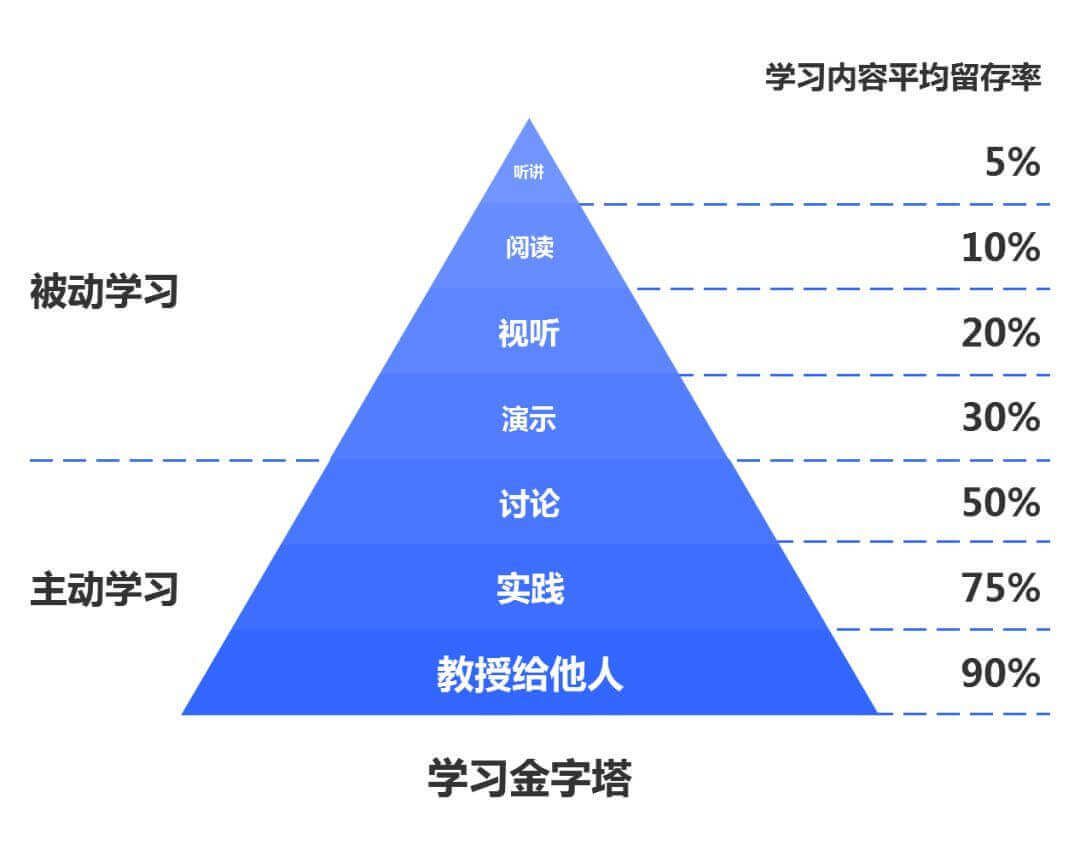 学习内容平均留存率
听讲
5%
阅读
10%
被动学习
视听
20%
演示
30%
讨论
50%
主动学习
实践
75%
教授给他人
90%
学习金字塔